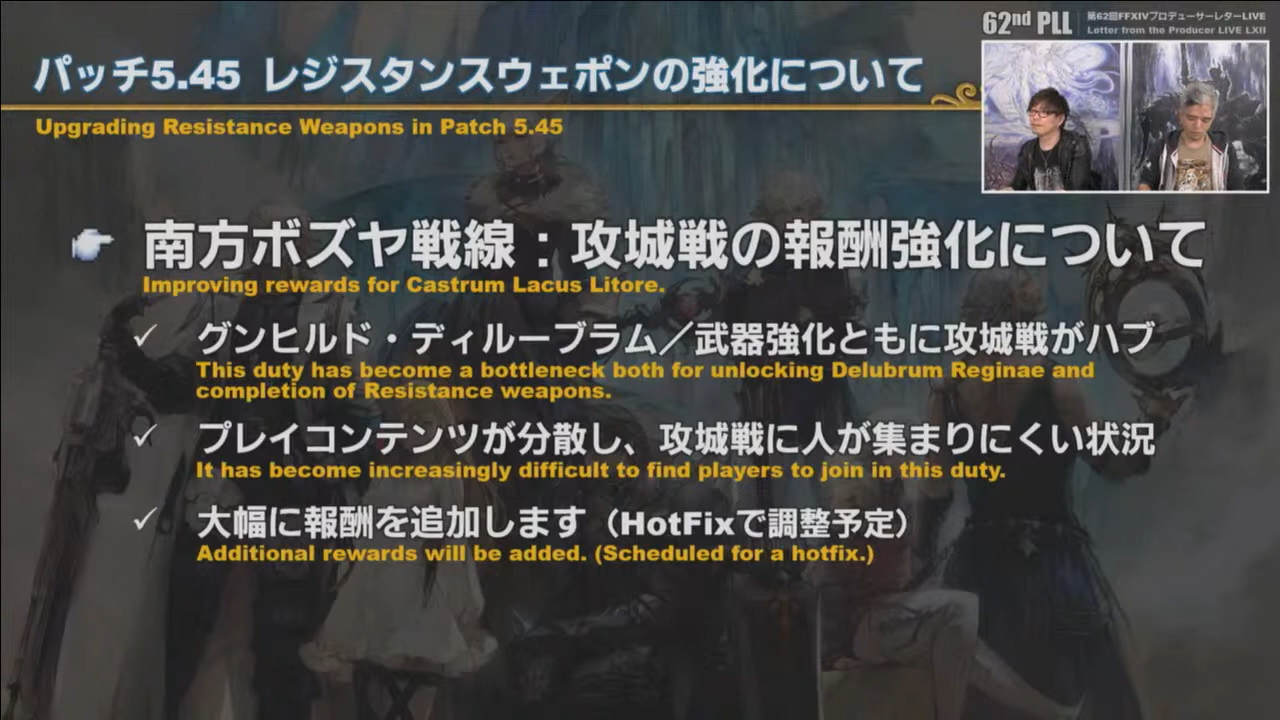 62nd PLL
第62回FFXIVプロデューサーレターLIVE
Letter from the Producer LIVE LXII
パッチ5.45 レジスタンスウェポンの強化について
Upgrading Resistance Weapons in Patch 5.45
南方ボズヤ戦線：攻城戦の報酬強化について
Improving rewards for Castrum Lacus Litore.
✓ グンヒルド・ディルーブラム／武器強化ともに攻城戦がハブ
This duty has become a bottleneck both for unlocking Delubrum Reginae and
completion of Resistance weapons.
✓ プレイコンテンツが分散し、攻城戦に人が集まりにくい状況
It has become increasingly difficult to find players to join in this duty.
✓ 大幅に報酬を追加します（HotFixで調整予定）
Additional rewards will be added. (Scheduled for a hotfix.)